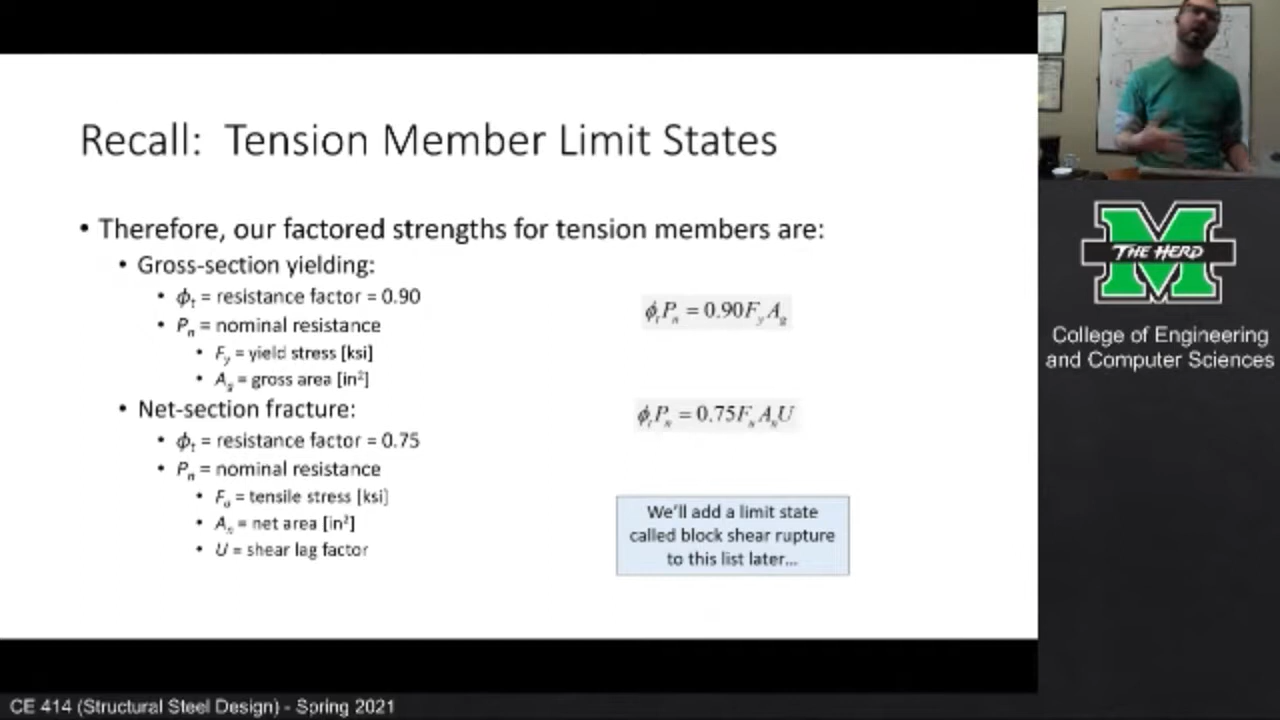 Recall: Tension Member Limit States
• Therefore, our factored strengths for tension members are:
• Gross-section yielding:
• ϕt = resistance factor = 0.90
• Pn = nominal resistance
• Fy = yield stress [ksi]
• Ag = gross area [in²]
ϕtPn = 0.90FyAg
• Net-section fracture:
• ϕt = resistance factor = 0.75
• Pn = nominal resistance
• Fu = tensile stress [ksi]
• An = net area [in²]
• U = shear lag factor
ϕtPn = 0.75FuAnU
We'll add a limit state
called block shear rupture
to this list later...
THE HERD
College of Engineering
and Computer Sciences
CE 414 (Structural Steel Design) - Spring 2021